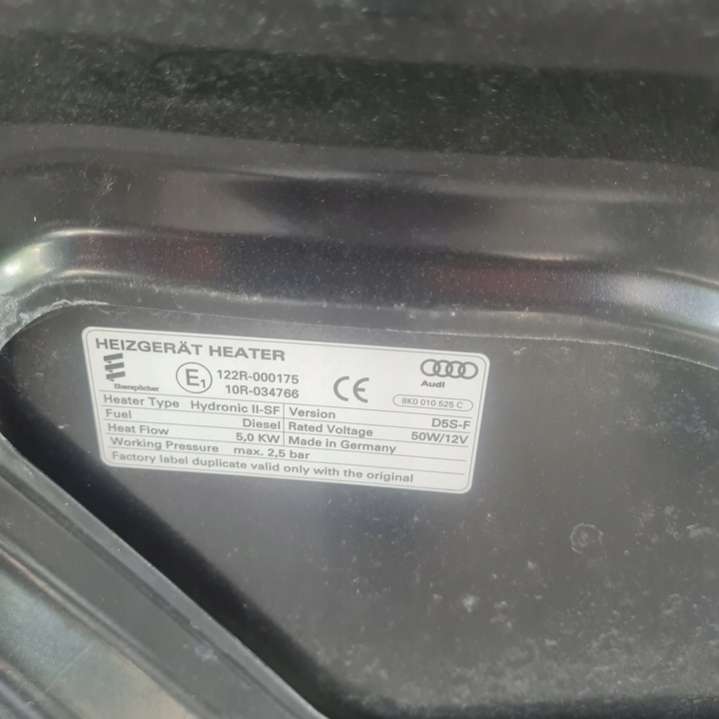 HEIZGERÄT HEATER
Eberspächer
E1
122R-000175
10R-034766
CE
Audi
8K0 010 525 C
Heater Type Hydronic II-SF Version D5S-F
Fuel Diesel Rated Voltage 50W/12V
Heat Flow 5,0 KW Made in Germany
Working Pressure max. 2,5 bar
Factory label duplicate valid only with the original